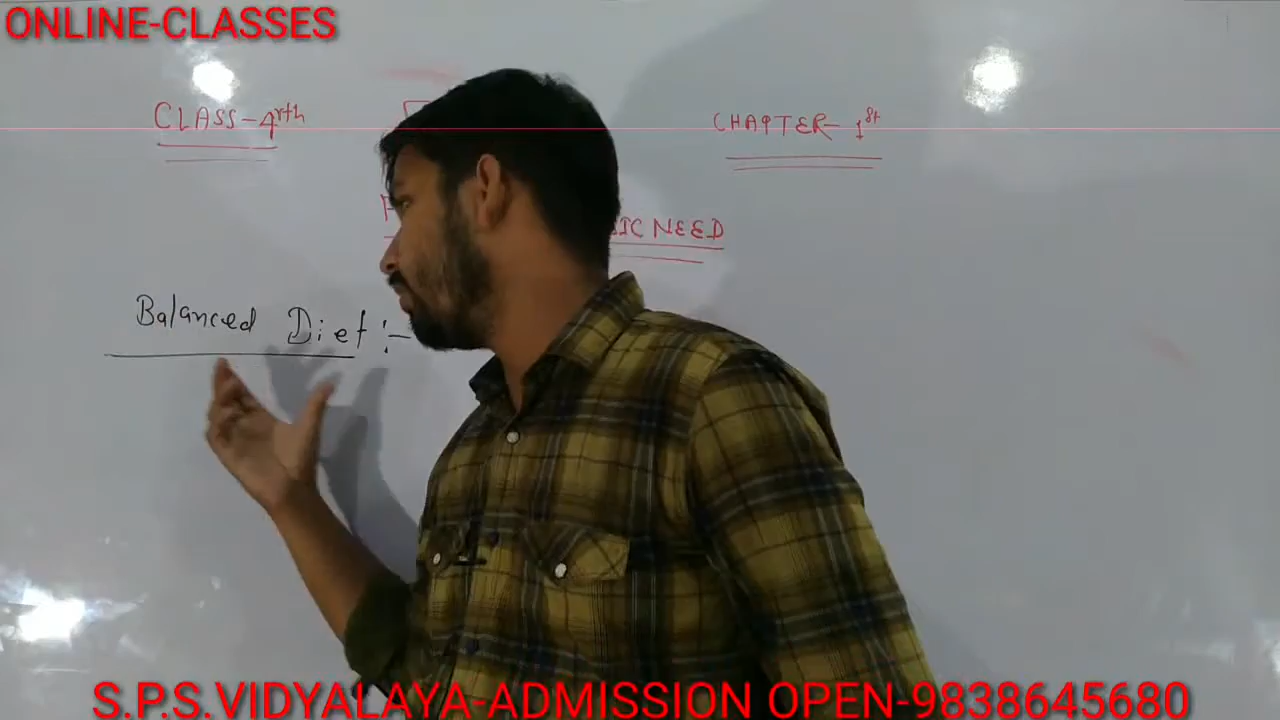 ONLINE-CLASSES
CLASS-4rth
CHAPTER- 1st
NEED
Balanced Diet :-
S.P.S.VIDYALAYA-ADMISSION OPEN-9838645680